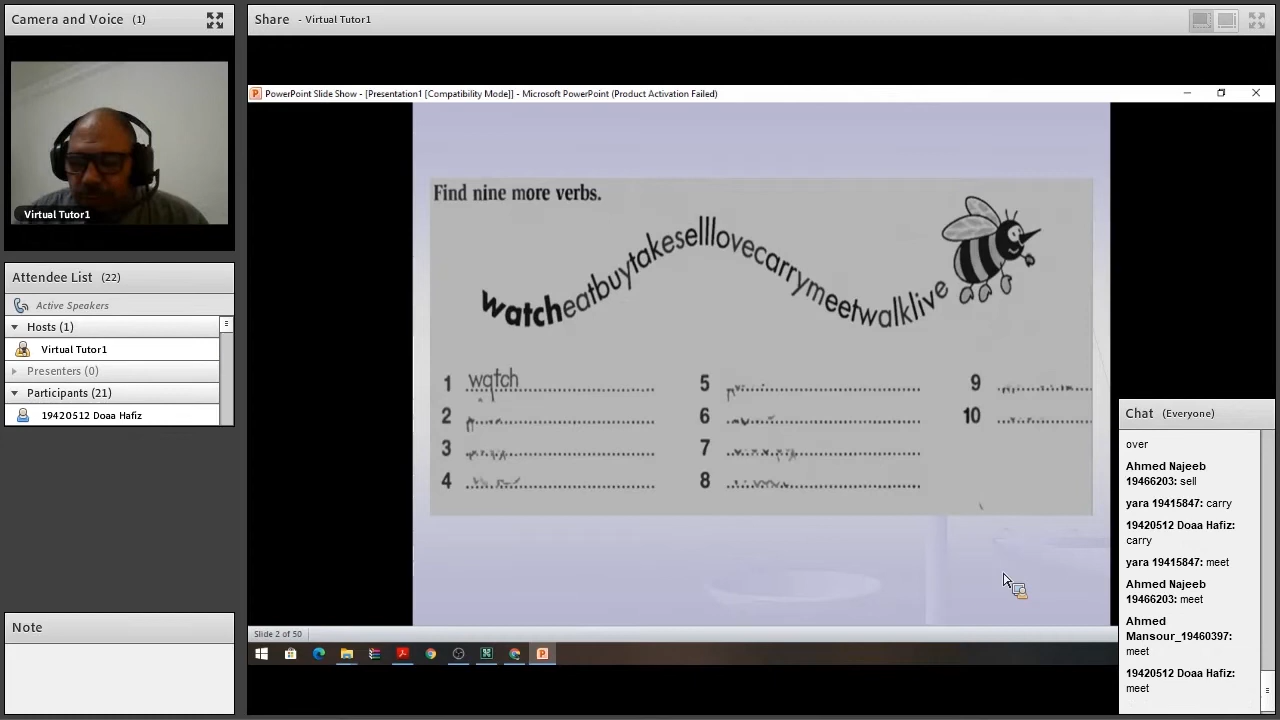 Camera and Voice (1)
Virtual Tutor1
Attendee List (22)
Active Speakers
Hosts (1)
Virtual Tutor1
Presenters (0)
Participants (21)
19420512 Doaa Hafiz
Note
Share - Virtual Tutor1
PowerPoint Slide Show - [Presentation1 [Compatibility Mode]] - Microsoft PowerPoint (Product Activation Failed)
Find nine more verbs.
watcheatbuytakeselllovecarrymeetwalklive
1 watch
2
3
4
5
6
7
8
9
10
Slide 2 of 50
Chat (Everyone)
over
Ahmed Najeeb
19466203: sell
yara 19415847: carry
19420512 Doaa Hafiz:
carry
yara 19415847: meet
Ahmed Najeeb
19466203: meet
Ahmed
Mansour_19460397:
meet
19420512 Doaa Hafiz:
meet